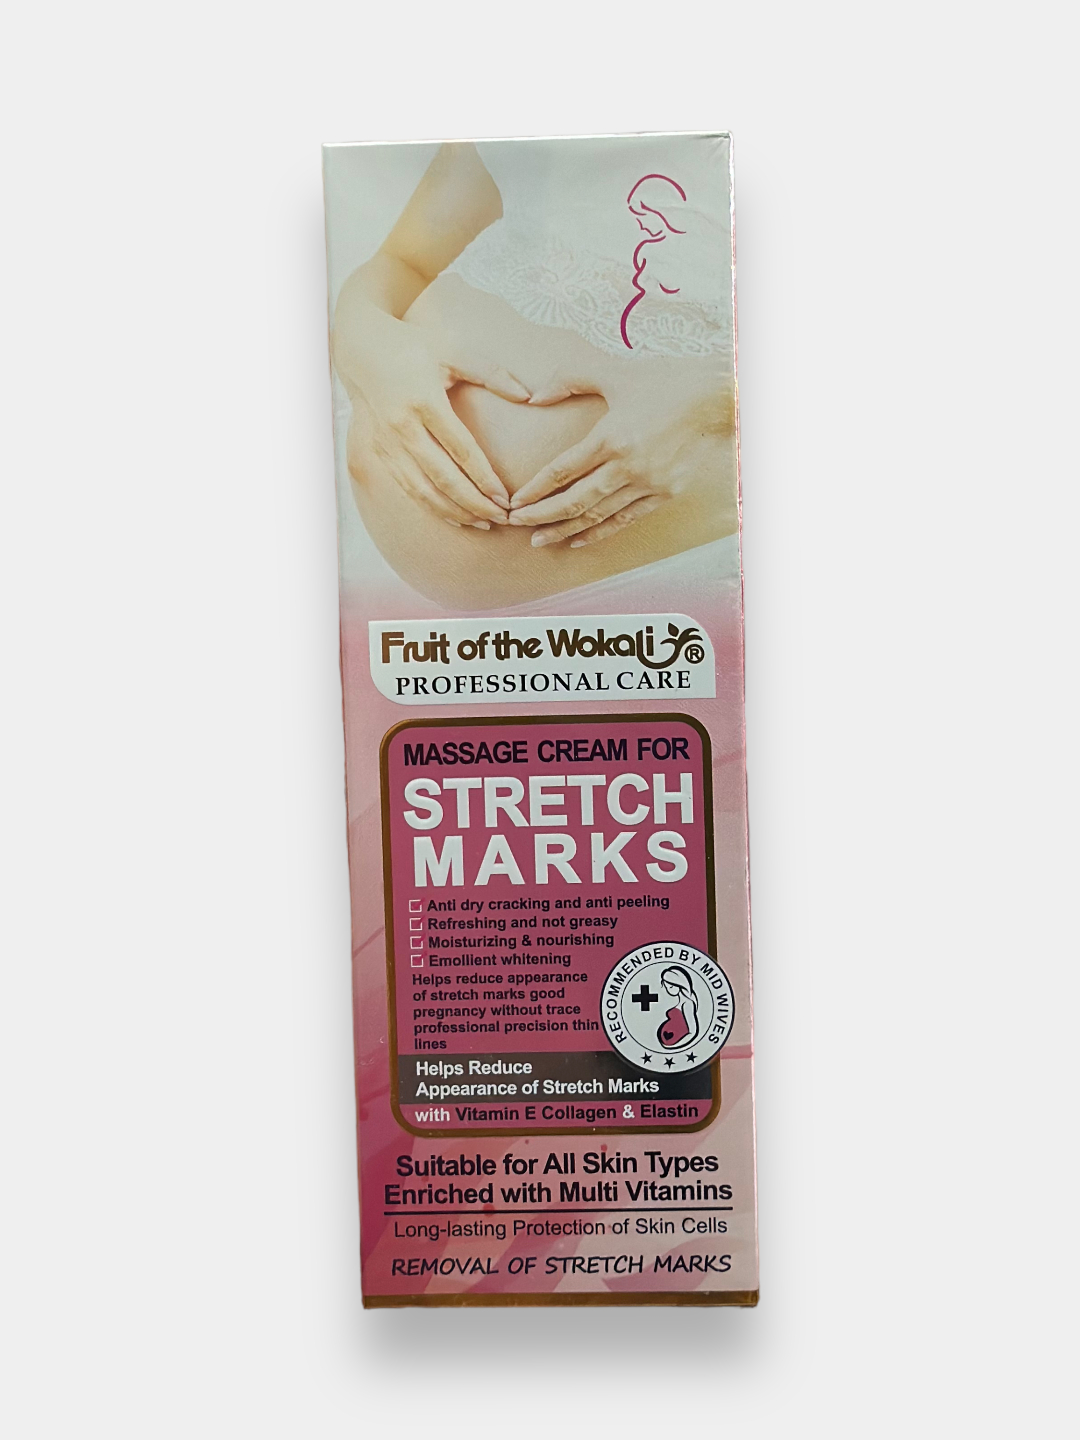 Fruit of the Wokali ®
PROFESSIONAL CARE
MASSAGE CREAM FOR
STRETCH
MARKS
Anti dry cracking and anti peeling
Refreshing and not greasy
Moisturizing & nourishing
Emollient whitening
Helps reduce appearance
of stretch marks good
pregnancy without trace
professional precision thin
lines
RECOMMENDED BY MID WIVES
Helps Reduce
Appearance of Stretch Marks
with Vitamin E Collagen & Elastin
Suitable for All Skin Types
Enriched with Multi Vitamins
Long-lasting Protection of Skin Cells
REMOVAL OF STRETCH MARKS